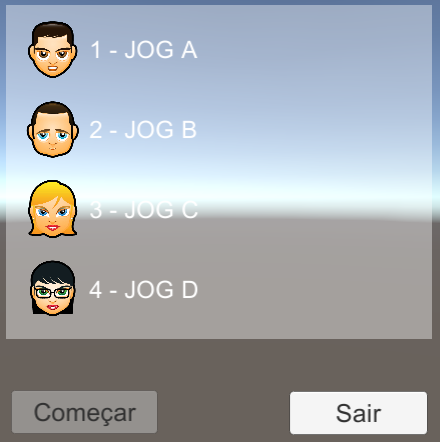 1 - JOG A
2 - JOG B
3 - JOG C
4 - JOG D
Começar
Sair